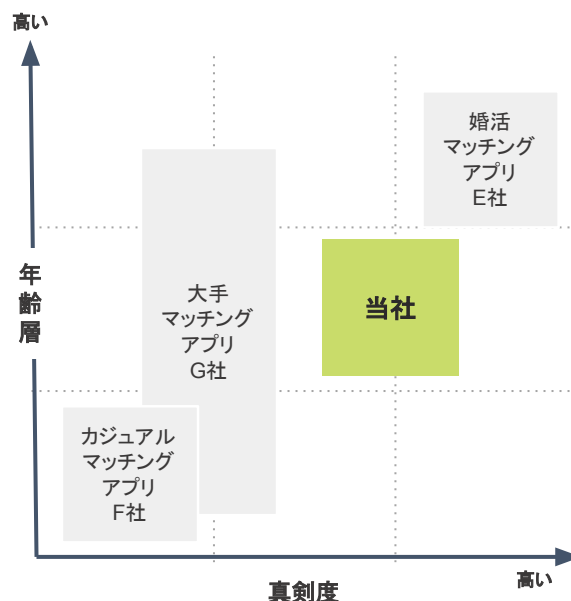 高い
婚活
マッチング
アプリ
E社
年
齢
層
大手
マッチング
アプリ
G社
当社
カジュアル
マッチング
アプリ
F社
高い
真剣度